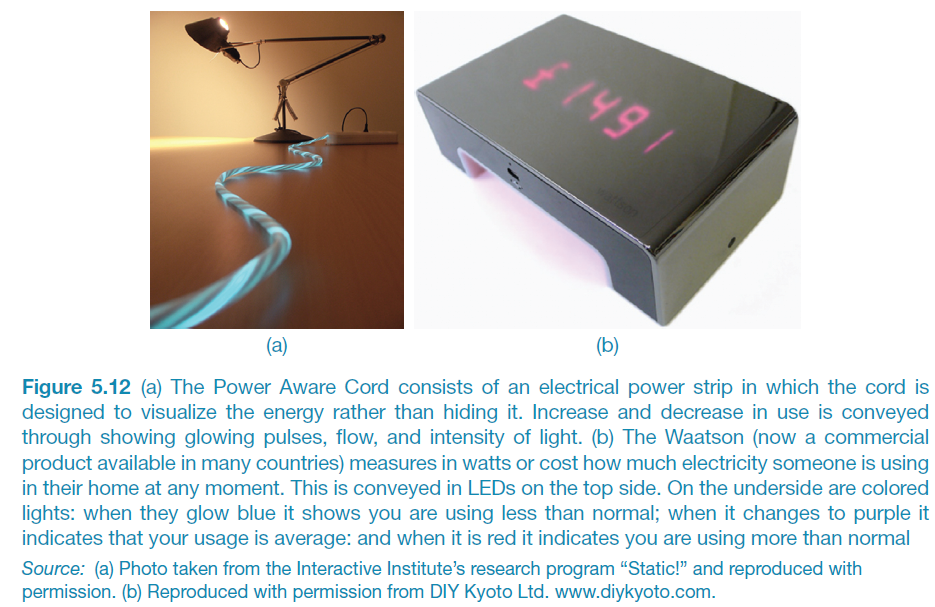 £1491
(a)
(b)
Figure 5.12 (a) The Power Aware Cord consists of an electrical power strip in which the cord is
designed to visualize the energy rather than hiding it. Increase and decrease in use is conveyed
through showing glowing pulses, flow, and intensity of light. (b) The Waatson (now a commercial
product available in many countries) measures in watts or cost how much electricity someone is using
in their home at any moment. This is conveyed in LEDs on the top side. On the underside are colored
lights: when they glow blue it shows you are using less than normal; when it changes to purple it
indicates that your usage is average: and when it is red it indicates you are using more than normal
Source: (a) Photo taken from the Interactive Institute’s research program “Static!” and reproduced with
permission. (b) Reproduced with permission from DIY Kyoto Ltd. www.diykyoto.com.